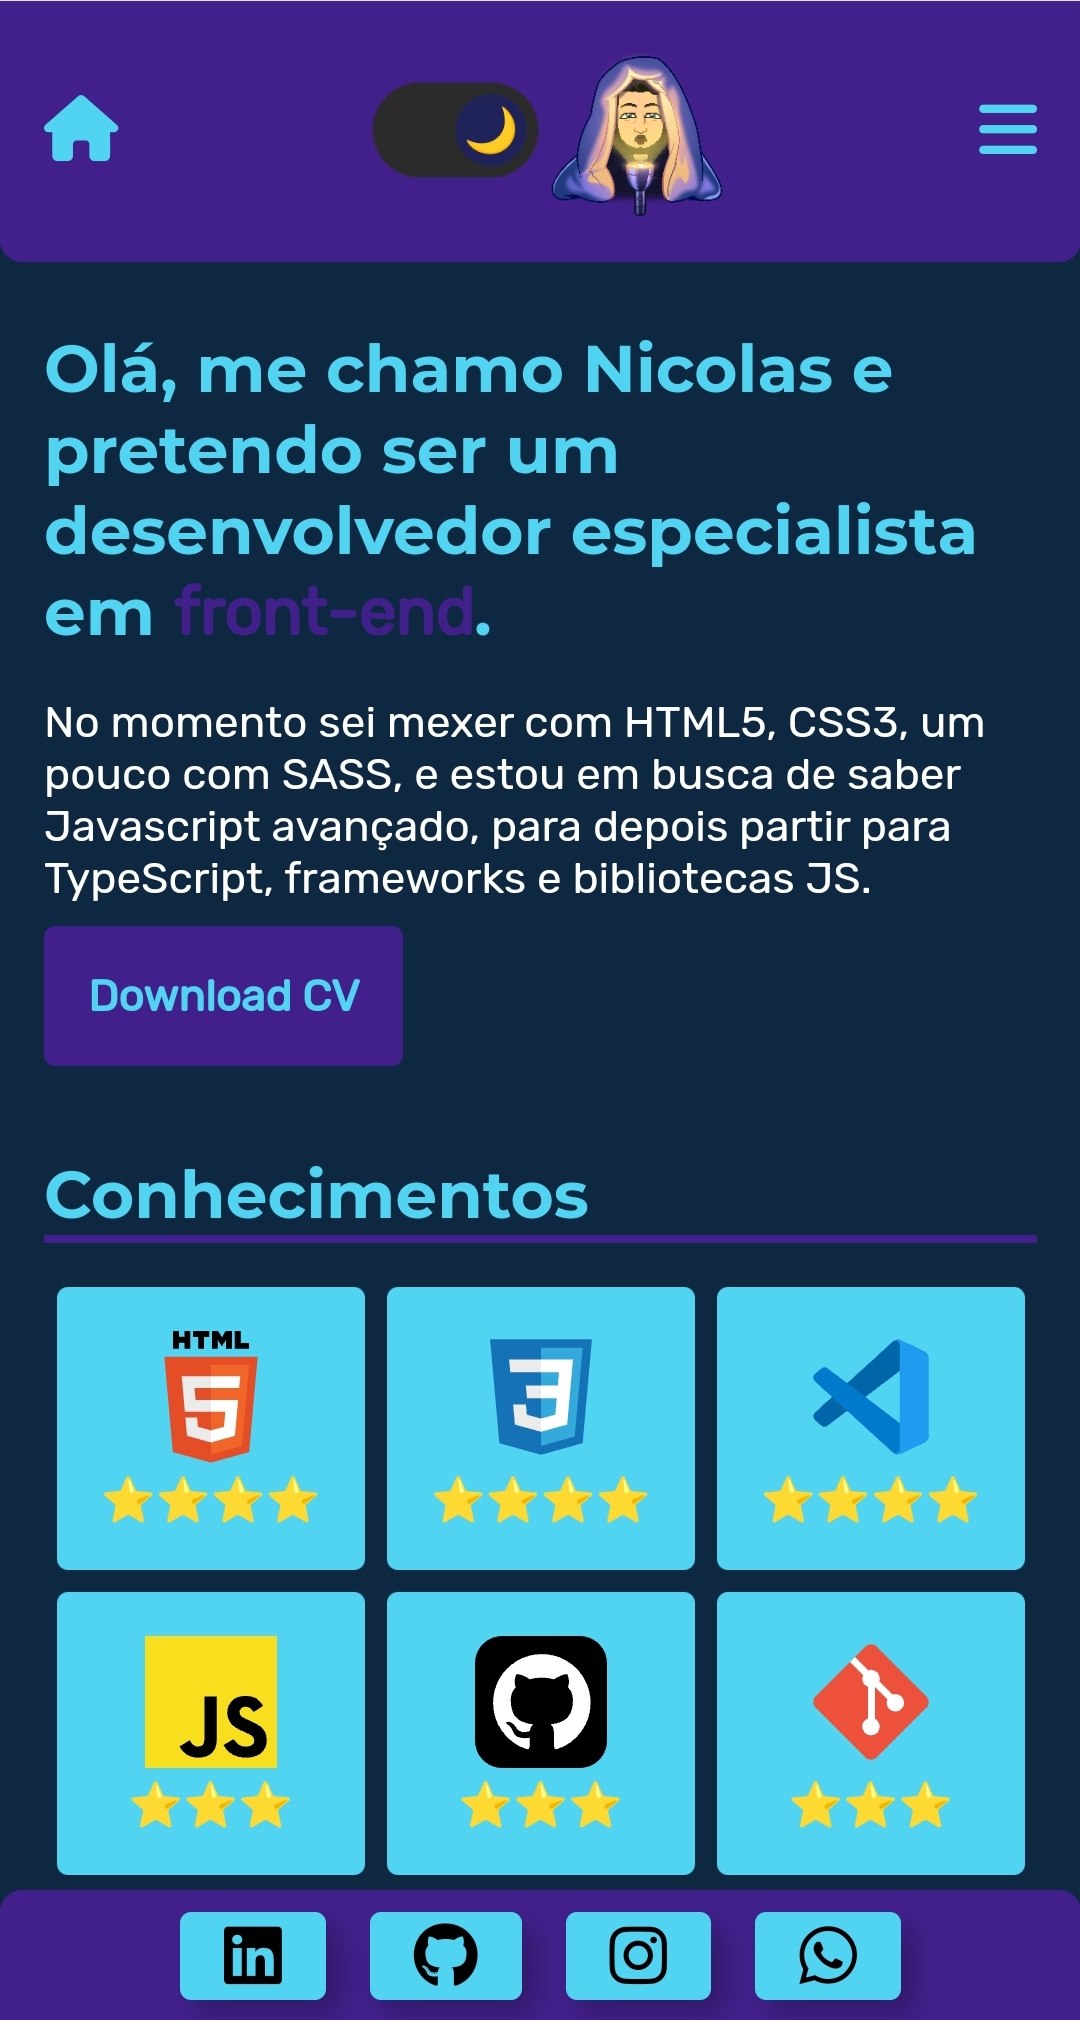 Olá, me chamo Nicolas e
pretendo ser um
desenvolvedor especialista
em front-end.
No momento sei mexer com HTML5, CSS3, um
pouco com SASS, e estou em busca de saber
Javascript avançado, para depois partir para
TypeScript, frameworks e bibliotecas JS.
Download CV
Conhecimentos
HTML
5
3
JS
in